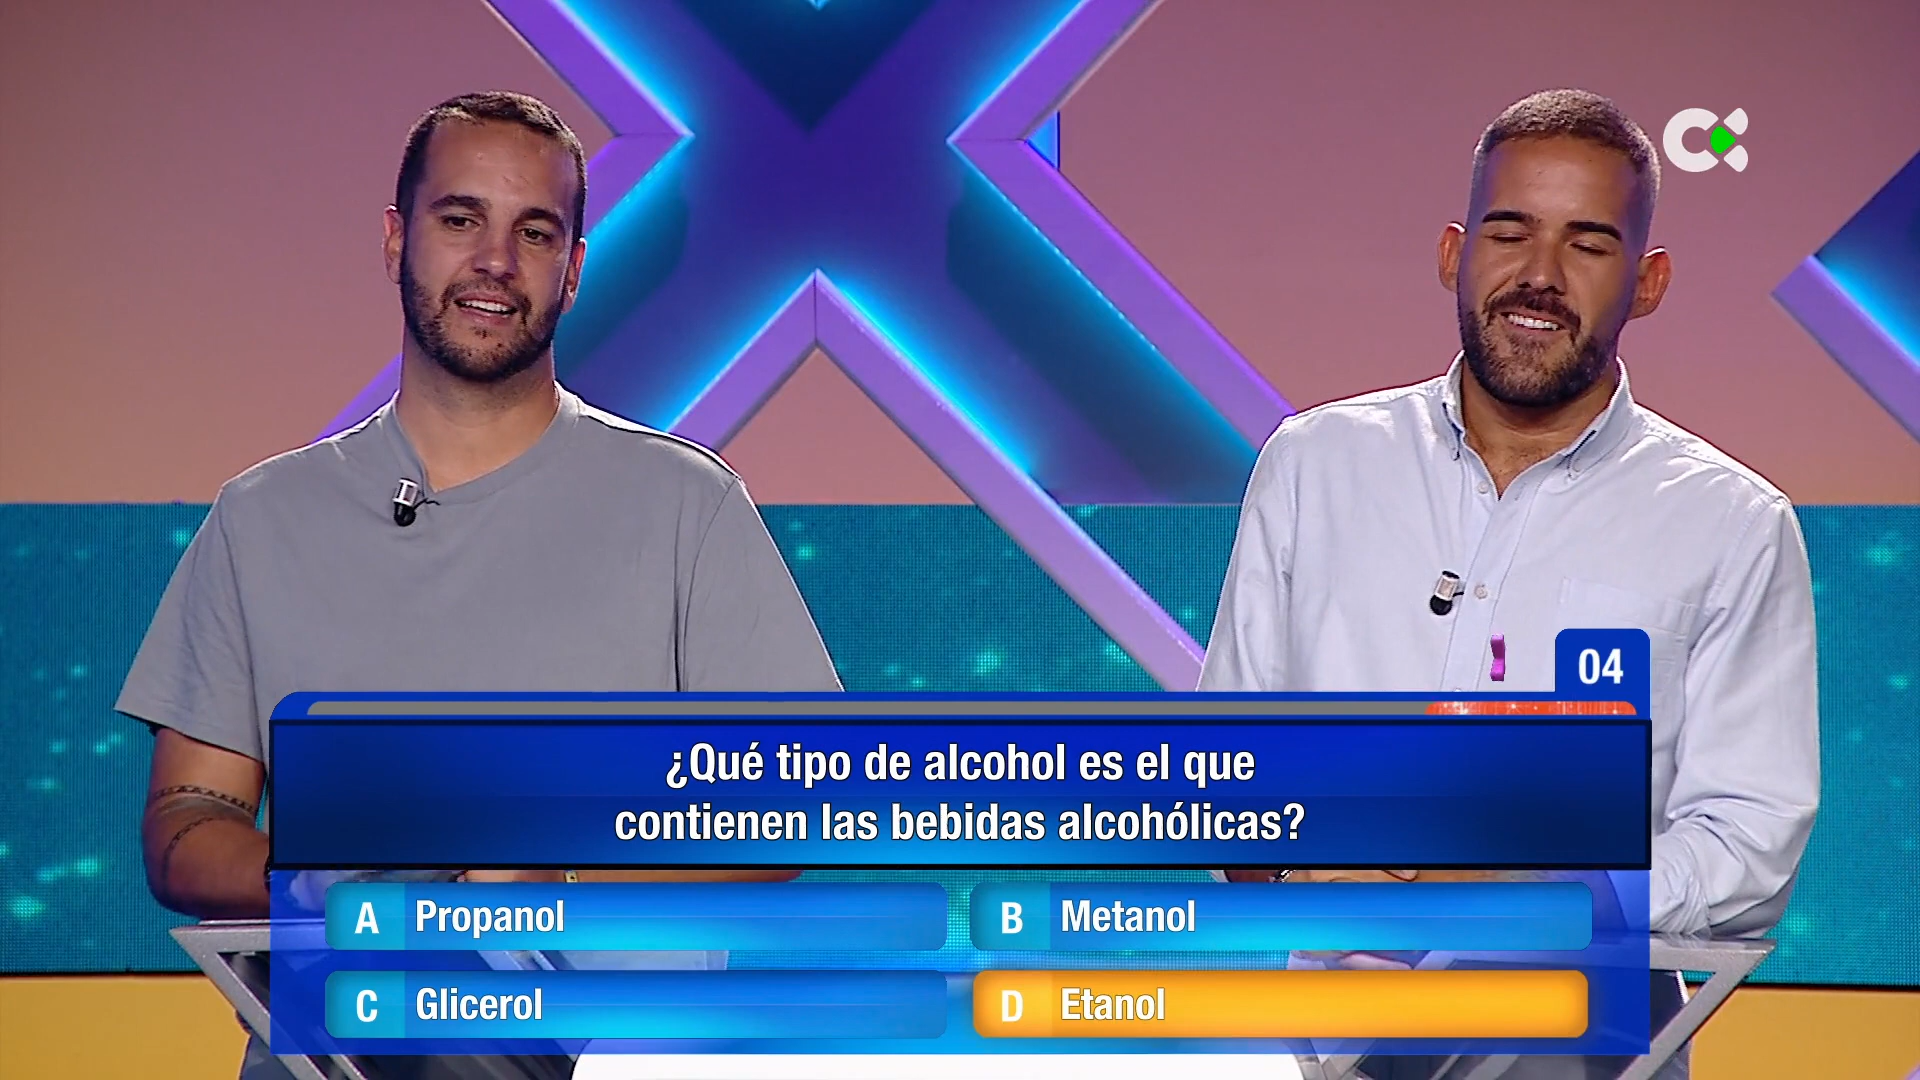 04
¿Qué tipo de alcohol es el que
contienen las bebidas alcohólicas?
A Propanol
B Metanol
C Glicerol
D Etanol